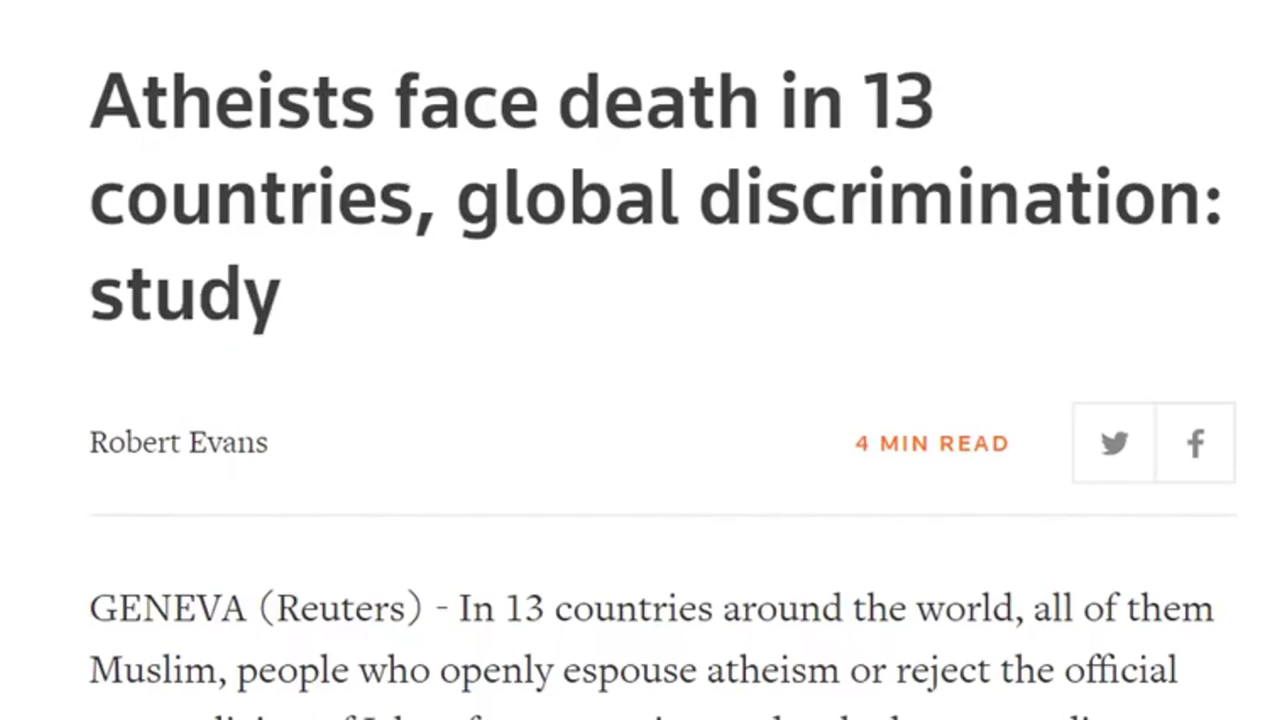 Atheists face death in 13
countries, global discrimination:
study
Robert Evans
4 MIN READ
GENEVA (Reuters) - In 13 countries around the world, all of them
Muslim, people who openly espouse atheism or reject the official